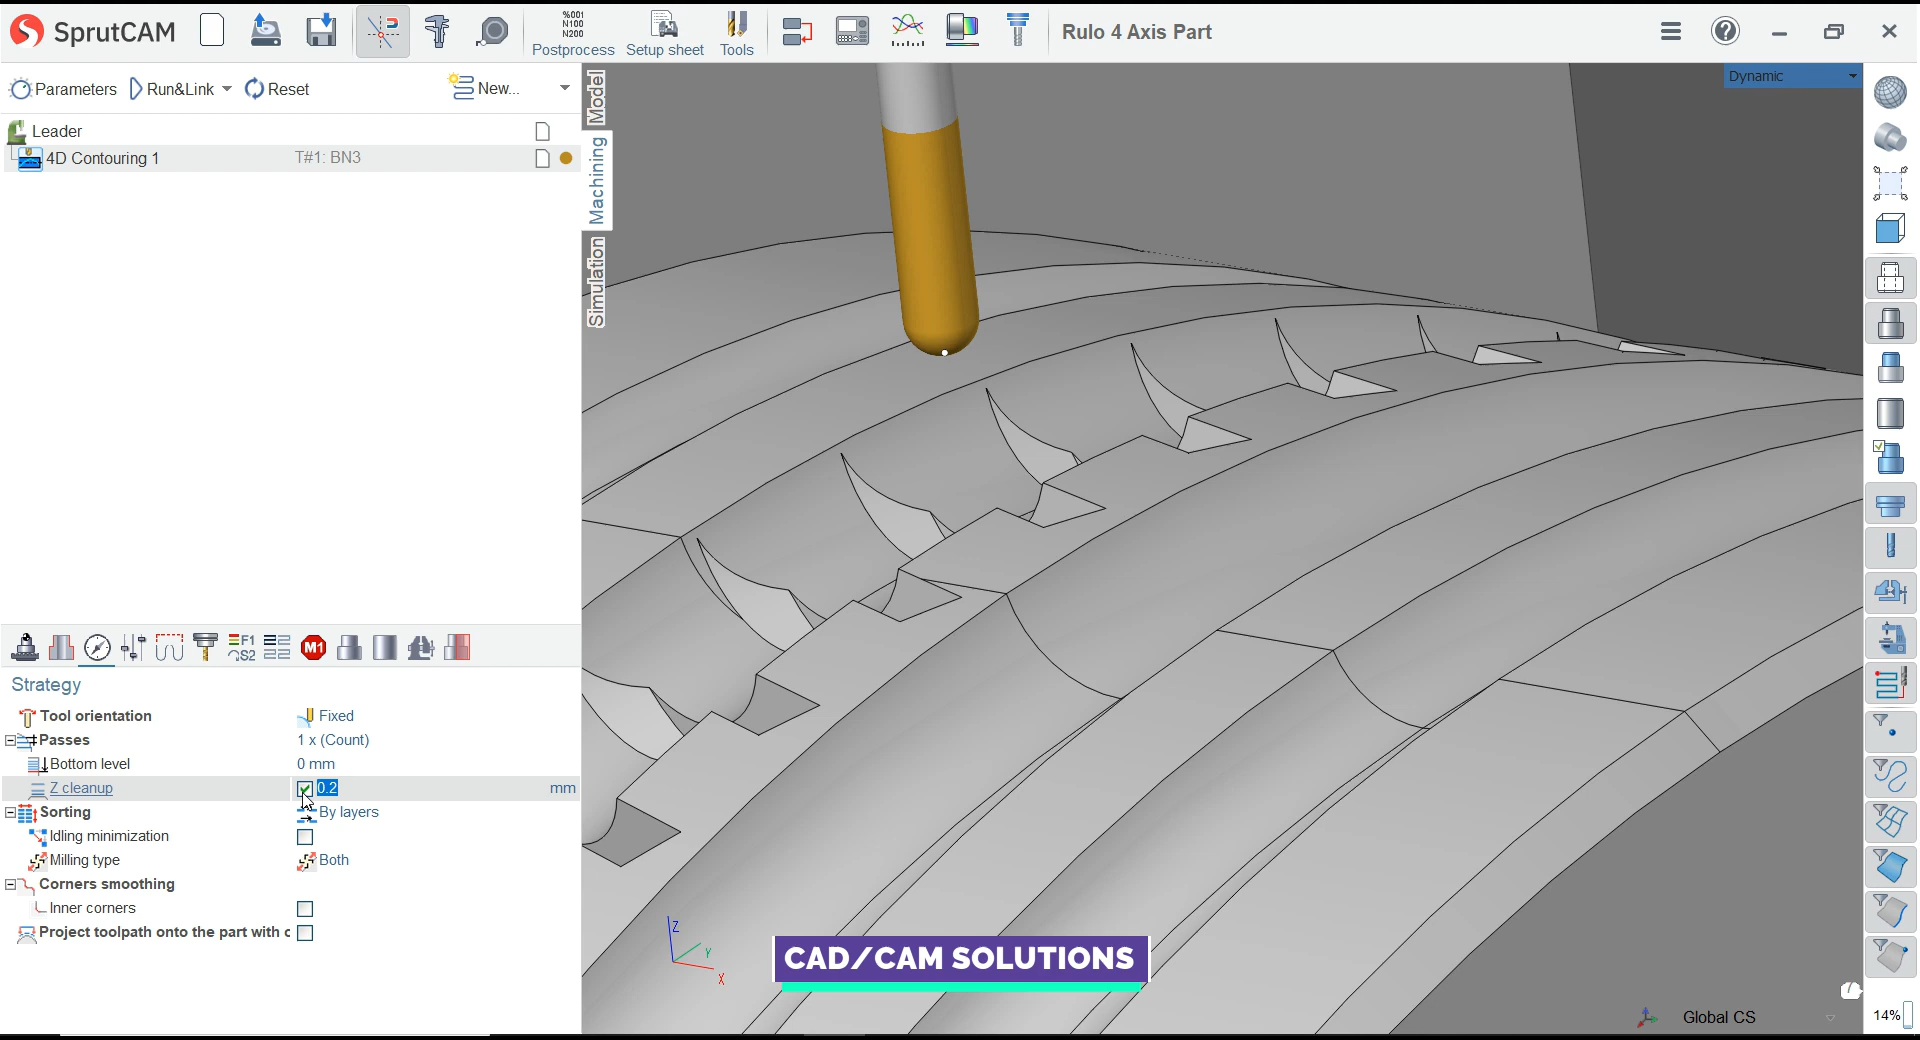 SprutCAM
%001
N100
N200
Postprocess
Setup sheet
Tools
Rulo 4 Axis Part
Parameters
Run&Link
Reset
New...
Leader
4D Contouring 1
T#1: BN3
Model
Machining
Simulation
Dynamic
F1
S2
M1
Strategy
Tool orientation
Fixed
Passes
1 x (Count)
Bottom level
0 mm
Z cleanup
0.2
mm
Sorting
By layers
Idling minimization
Milling type
Both
Corners smoothing
Inner corners
Project toolpath onto the part with c
Z
Y
X
CAD/CAM SOLUTIONS
Global CS
14%